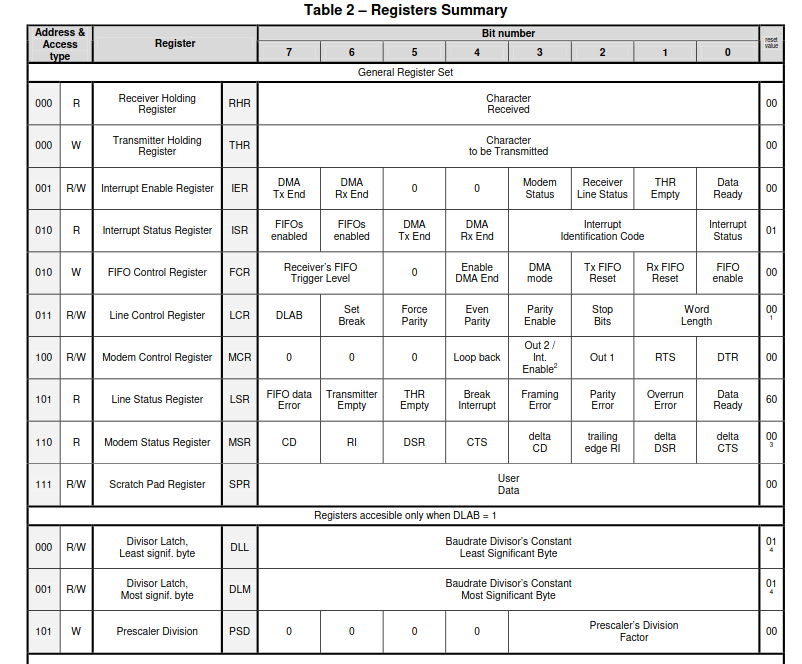 Table 2 – Registers Summary
Address & Access type Register Bit number reset value
7 6 5 4 3 2 1 0
General Register Set
000 R Receiver Holding Register RHR Character Received 00
000 W Transmitter Holding Register THR Character to be Transmitted 00
001 R/W Interrupt Enable Register IER DMA Tx End DMA Rx End 0 0 Modem Status Receiver Line Status THR Empty Data Ready 00
010 R Interrupt Status Register ISR FIFOs enabled FIFOs enabled DMA Tx End DMA Rx End Interrupt Identification Code Interrupt Status 01
010 W FIFO Control Register FCR Receiver's FIFO Trigger Level 0 Enable DMA End DMA mode Tx FIFO Reset Rx FIFO Reset FIFO enable 00
011 R/W Line Control Register LCR DLAB Set Break Force Parity Even Parity Parity Enable Stop Bits Word Length 00 1
100 R/W Modem Control Register MCR 0 0 0 Loop back Out 2 / Int. Enable2 Out 1 RTS DTR 00
101 R Line Status Register LSR FIFO data Error Transmitter Empty THR Empty Break Interrupt Framing Error Parity Error Overrun Error Data Ready 60
110 R Modem Status Register MSR CD RI DSR CTS delta CD trailing edge RI delta DSR delta CTS 00 3
111 R/W Scratch Pad Register SPR User Data 00
Registers accesible only when DLAB = 1
000 R/W Divisor Latch, Least signif. byte DLL Baudrate Divisor's Constant Least Significant Byte 01 4
001 R/W Divisor Latch, Most signif. byte DLM Baudrate Divisor's Constant Most Significant Byte 01 4
101 W Prescaler Division PSD 0 0 0 0 Prescaler's Division Factor 00